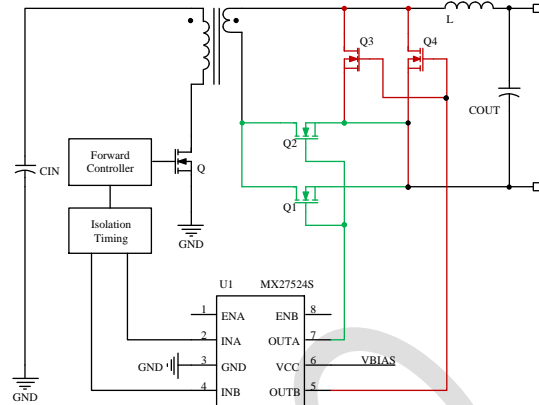 L
Q3
Q4
COUT
Q2
Forward
Controller
Q
CIN
Q1
Isolation
Timing
GND
U1 MX27524S
1 ENA ENB 8
2 INA OUTA 7
GND 3 GND VCC 6 VBIAS
4 INB OUTB 5
GND